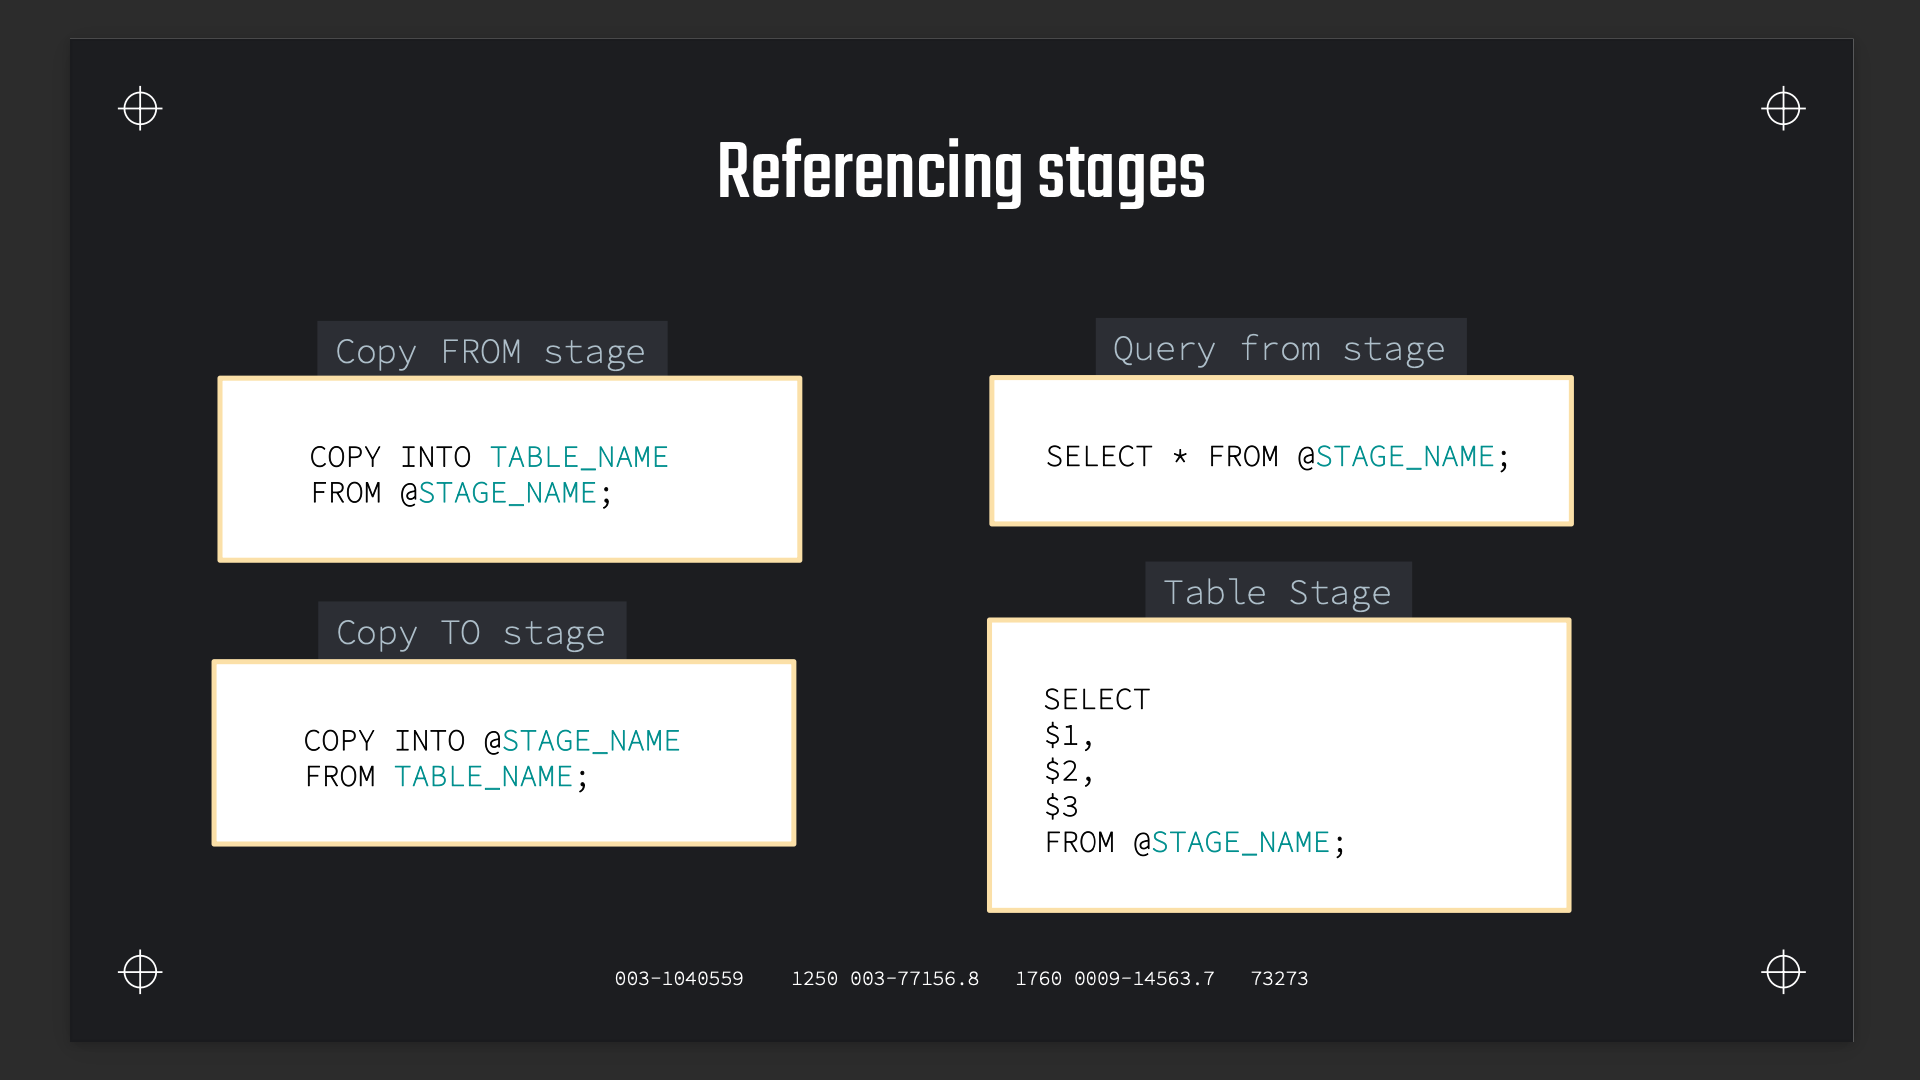 Referencing stages
Copy FROM stage
COPY INTO TABLE_NAME
FROM @STAGE_NAME;
Copy TO stage
COPY INTO @STAGE_NAME
FROM TABLE_NAME;
Query from stage
SELECT * FROM @STAGE_NAME;
Table Stage
SELECT
$1,
$2,
$3
FROM @STAGE_NAME;
003-1040559 1250 003-77156.8 1760 0009-14563.7 73273